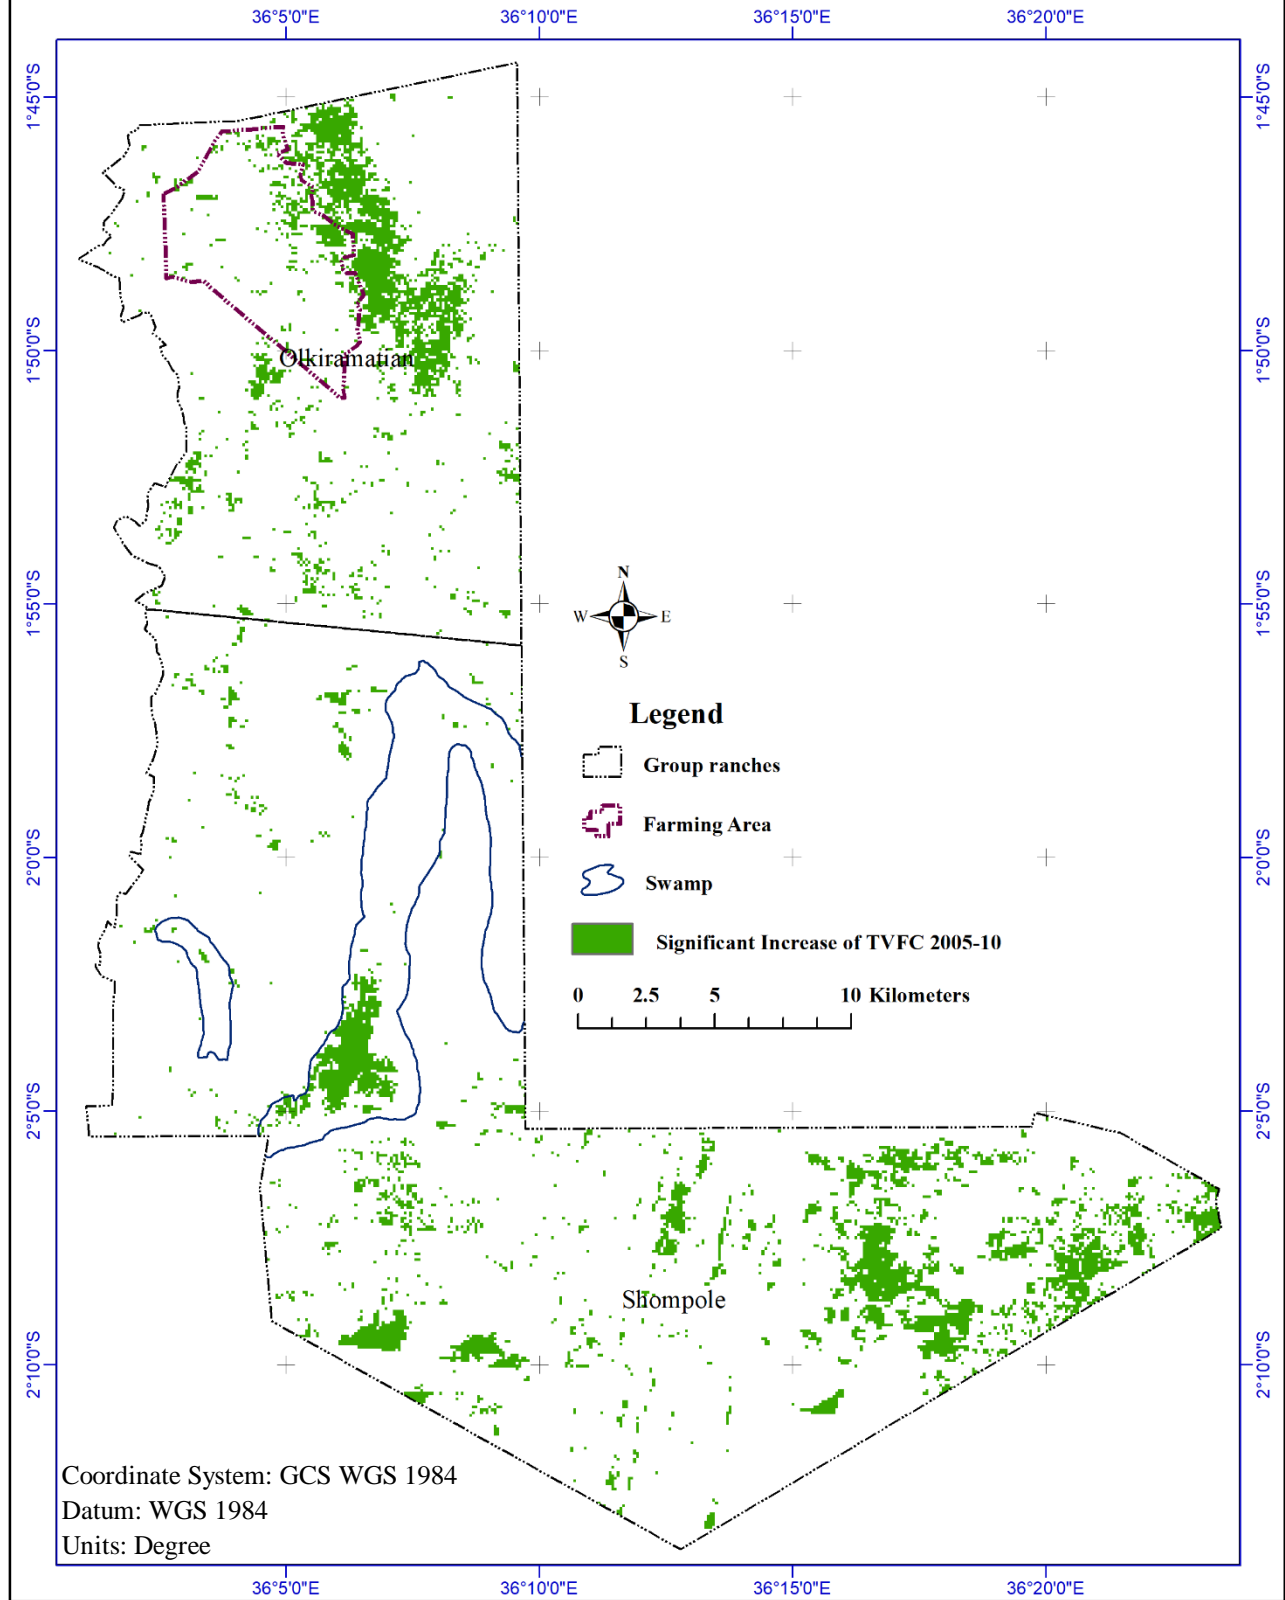 36°5'0"E 36°10'0"E 36°15'0"E 36°20'0"E
1°45'0"S 1°45'0"S
1°50'0"S 1°50'0"S
Olkiramatian
1°55'0"S 1°55'0"S
N
W E
S
Legend
Group ranches
Farming Area
2°0'0"S 2°0'0"S
Swamp
Significant Increase of TVFC 2005-10
0 2.5 5 10 Kilometers
2°5'0"S 2°5'0"S
Shompole
2°10'0"S 2°10'0"S
Coordinate System: GCS WGS 1984
Datum: WGS 1984
Units: Degree
36°5'0"E 36°10'0"E 36°15'0"E 36°20'0"E